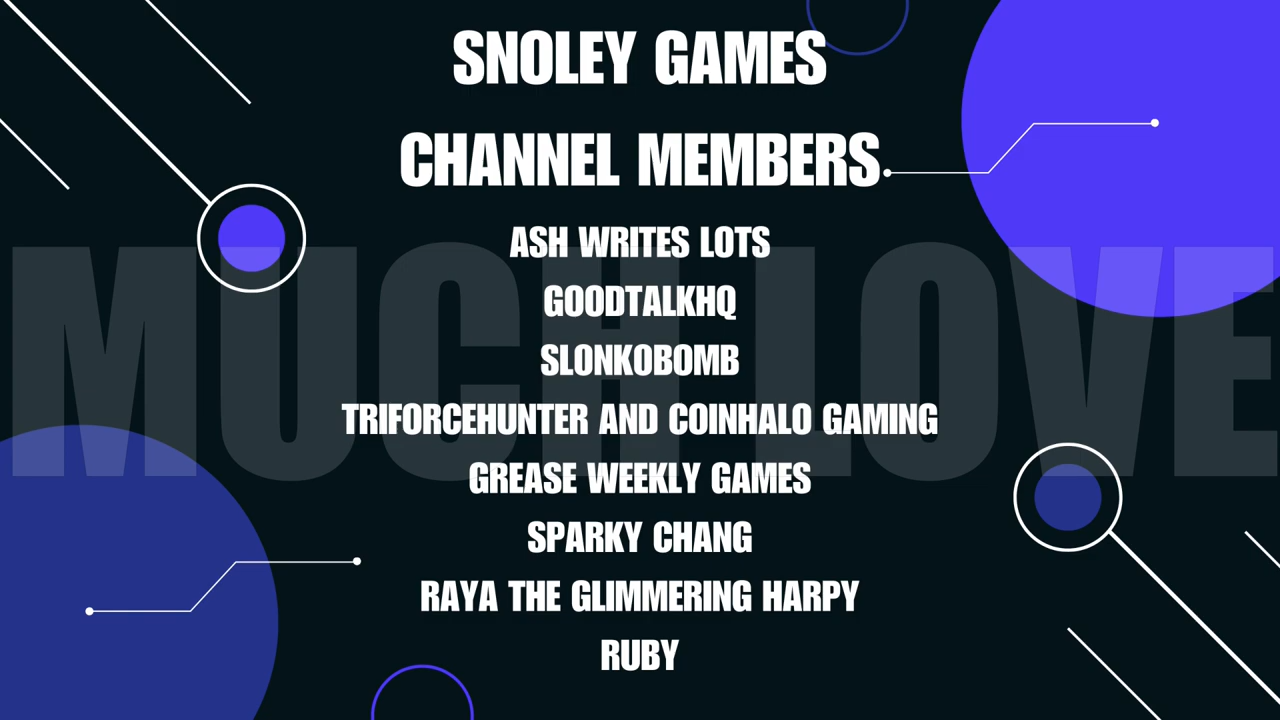 SNOLEY GAMES
CHANNEL MEMBERS
MUCH LOVE
ASH WRITES LOTS
GOODTALKHQ
SLONKOBOMB
TRIFORCEHUNTER AND COINHALO GAMING
GREASE WEEKLY GAMES
SPARKY CHANG
RAYA THE GLIMMERING HARPY
RUBY